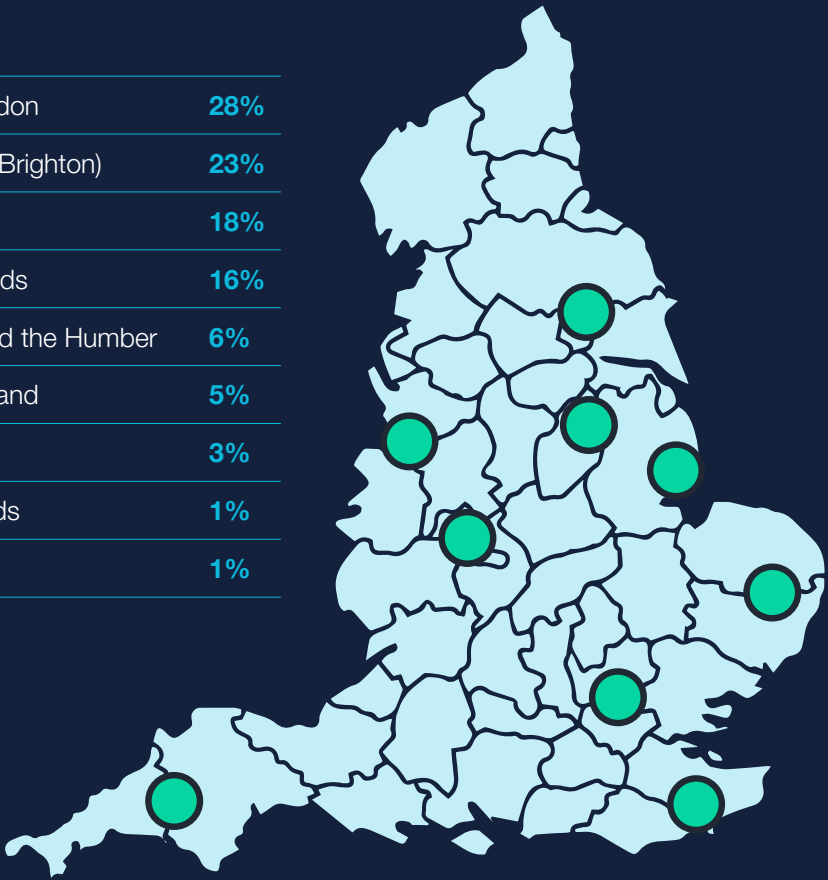 don 28%
Brighton) 23%
18%
ds 16%
d the Humber 6%
and 5%
3%
ds 1%
1%